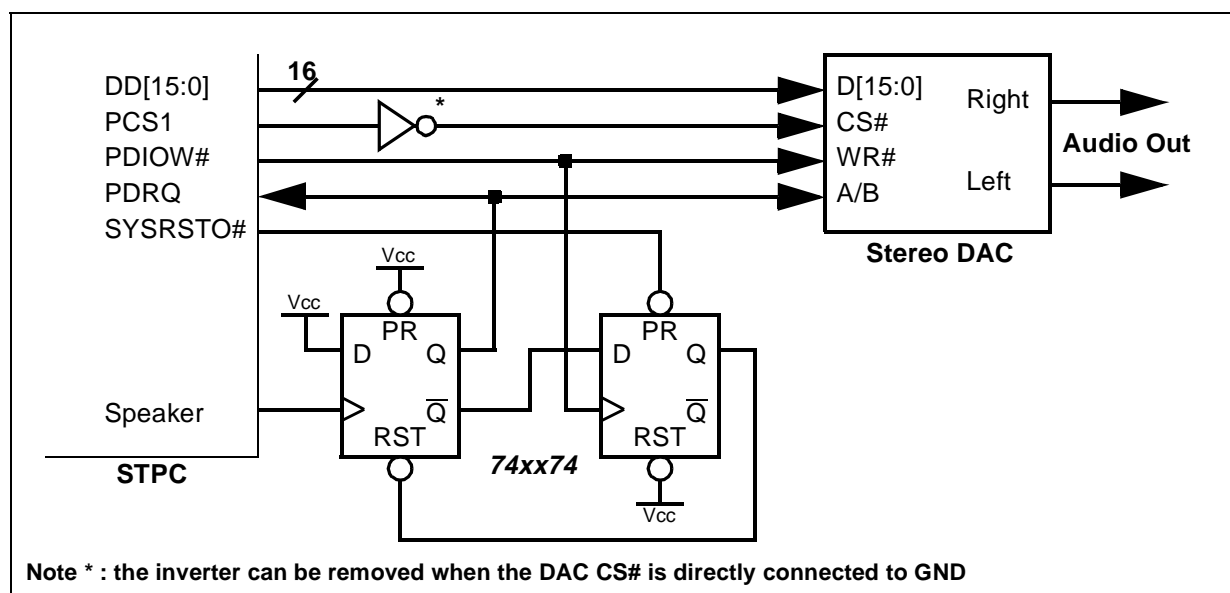 16
*
DD[15:0]
D[15:0]
Right
PCS1
CS#
Audio Out
PDIOW#
WR#
PDRQ
A/B
Left
SYSRSTO#
Stereo DAC
Vcc
Vcc
PR
PR
D
Q
D
Q
Speaker
Q
Q
RST
RST
74xx74
STPC
Vcc
Note * : the inverter can be removed when the DAC CS# is directly connected to GND